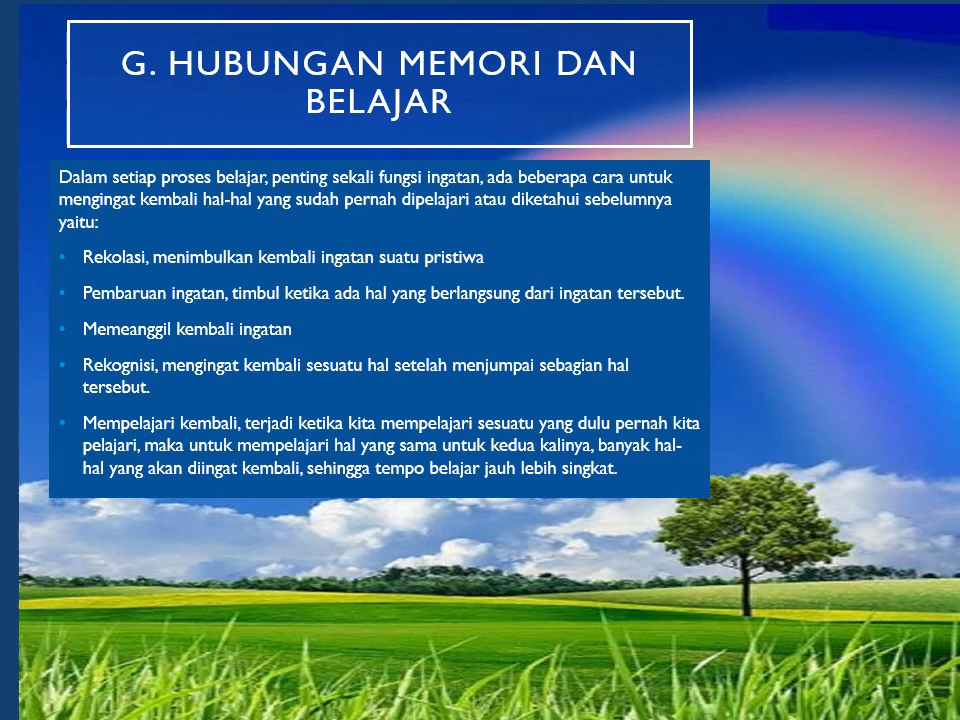 G. HUBUNGAN MEMORI DAN
BELAJAR
Dalam setiap proses belajar, penting sekali fungsi ingatan, ada beberapa cara untuk
mengingat kembali hal-hal yang sudah pernah dipelajari atau diketahui sebelumnya
yaitu:
• Rekolasi, menimbulkan kembali ingatan suatu pristiwa
• Pembaruan ingatan, timbul ketika ada hal yang berlangsung dari ingatan tersebut.
• Memeanggil kembali ingatan
• Rekognisi, mengingat kembali sesuatu hal setelah menjumpai sebagian hal
tersebut.
• Mempelajari kembali, terjadi ketika kita mempelajari sesuatu yang dulu pernah kita
pelajari, maka untuk mempelajari hal yang sama untuk kedua kalinya, banyak hal-
hal yang akan diingat kembali, sehingga tempo belajar jauh lebih singkat.